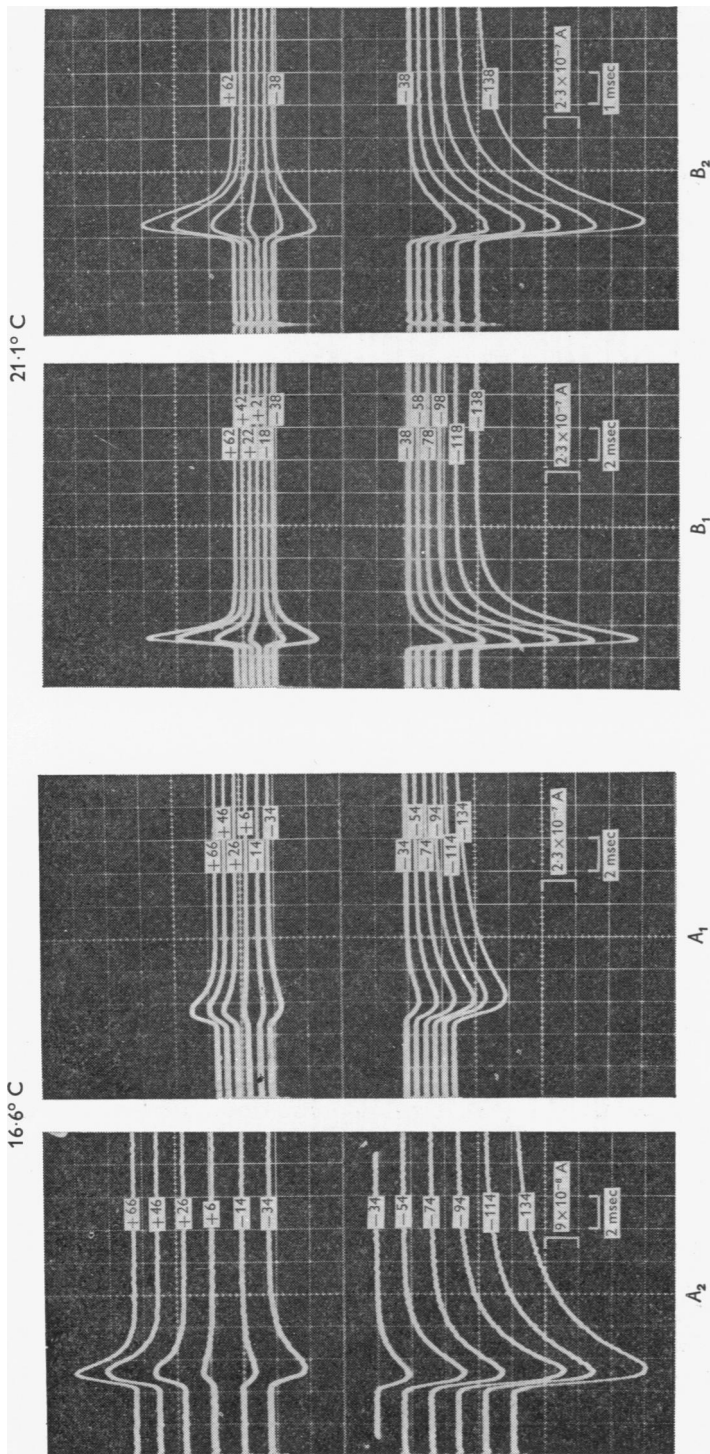 16·6° C
21·1° C
+66
+46
+26
+6
−14
−34
−34
−54
−74
−94
−114
−134
9 × 10⁻⁸ A
2 msec
A₂
+66
+46
+26
+6
−14
−34
−34
−54
−74
−94
−114
−134
2·3 × 10⁻⁷ A
2 msec
A₁
+62
+42
+22
+2
−18
−38
−38
−58
−78
−98
−118
−138
2·3 × 10⁻⁷ A
2 msec
B₁
+62
−38
−38
−138
2·3 × 10⁻⁷ A
1 msec
B₂